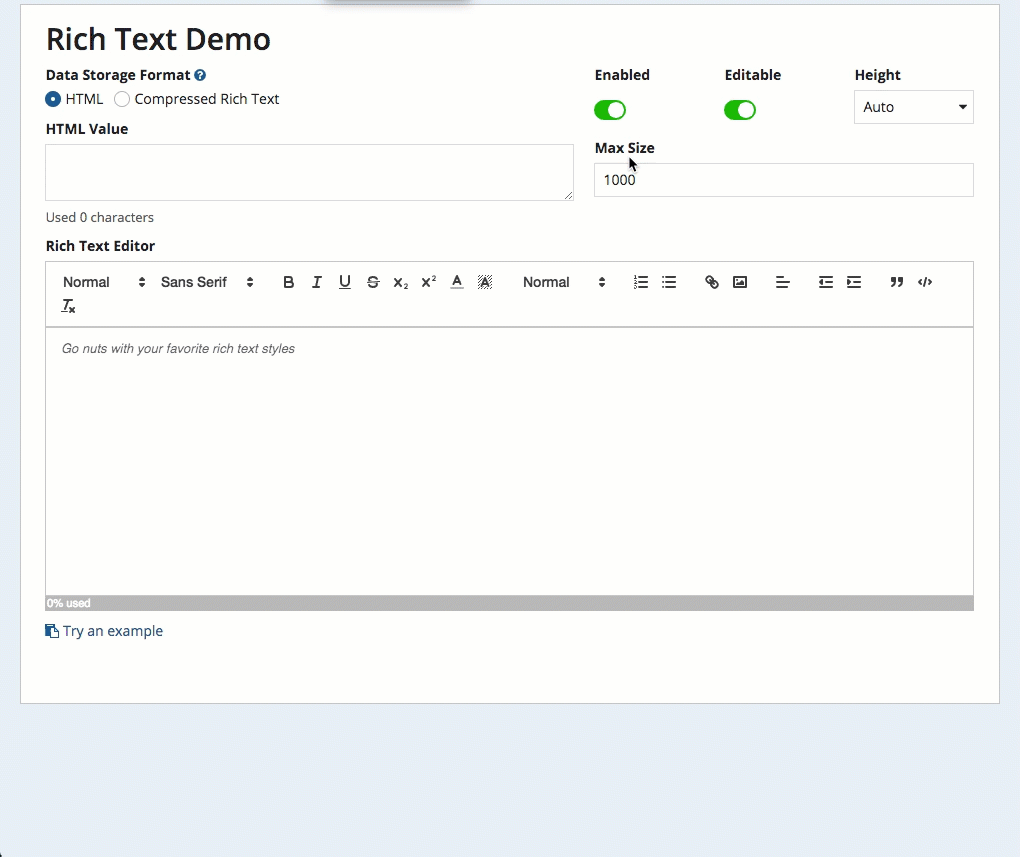 Rich Text Demo
Data Storage Format
HTML Compressed Rich Text
HTML Value
Used 0 characters
Enabled
Editable
Height
Auto
Max Size
1000
Rich Text Editor
Normal Sans Serif B I U S x₂ x² A A Normal
Go nuts with your favorite rich text styles
0% used
Try an example